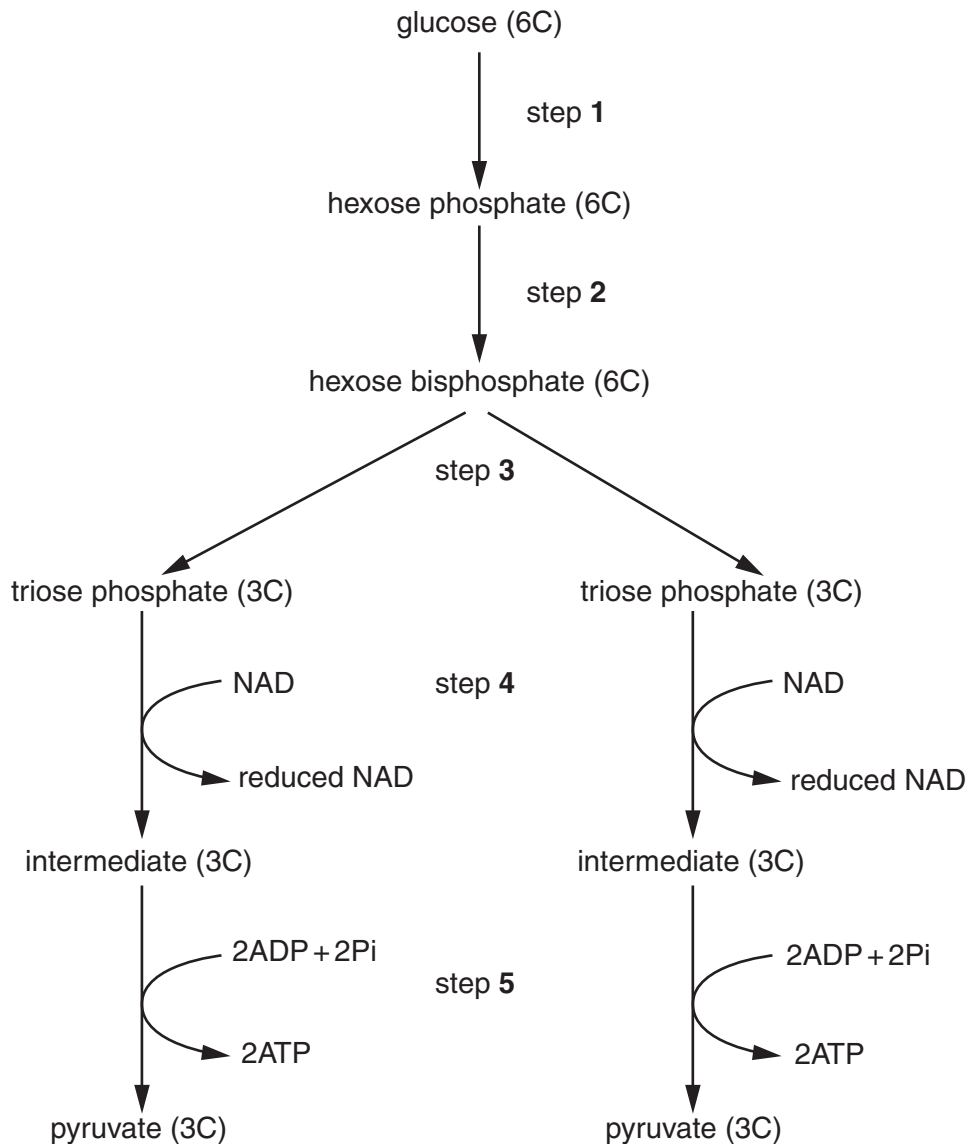 glucose (6C)
step 1
hexose phosphate (6C)
step 2
hexose bisphosphate (6C)
step 3
triose phosphate (3C) triose phosphate (3C)
NAD step 4 NAD
reduced NAD reduced NAD
intermediate (3C) intermediate (3C)
2ADP + 2Pi 2ADP + 2Pi
step 5
2ATP 2ATP
pyruvate (3C) pyruvate (3C)